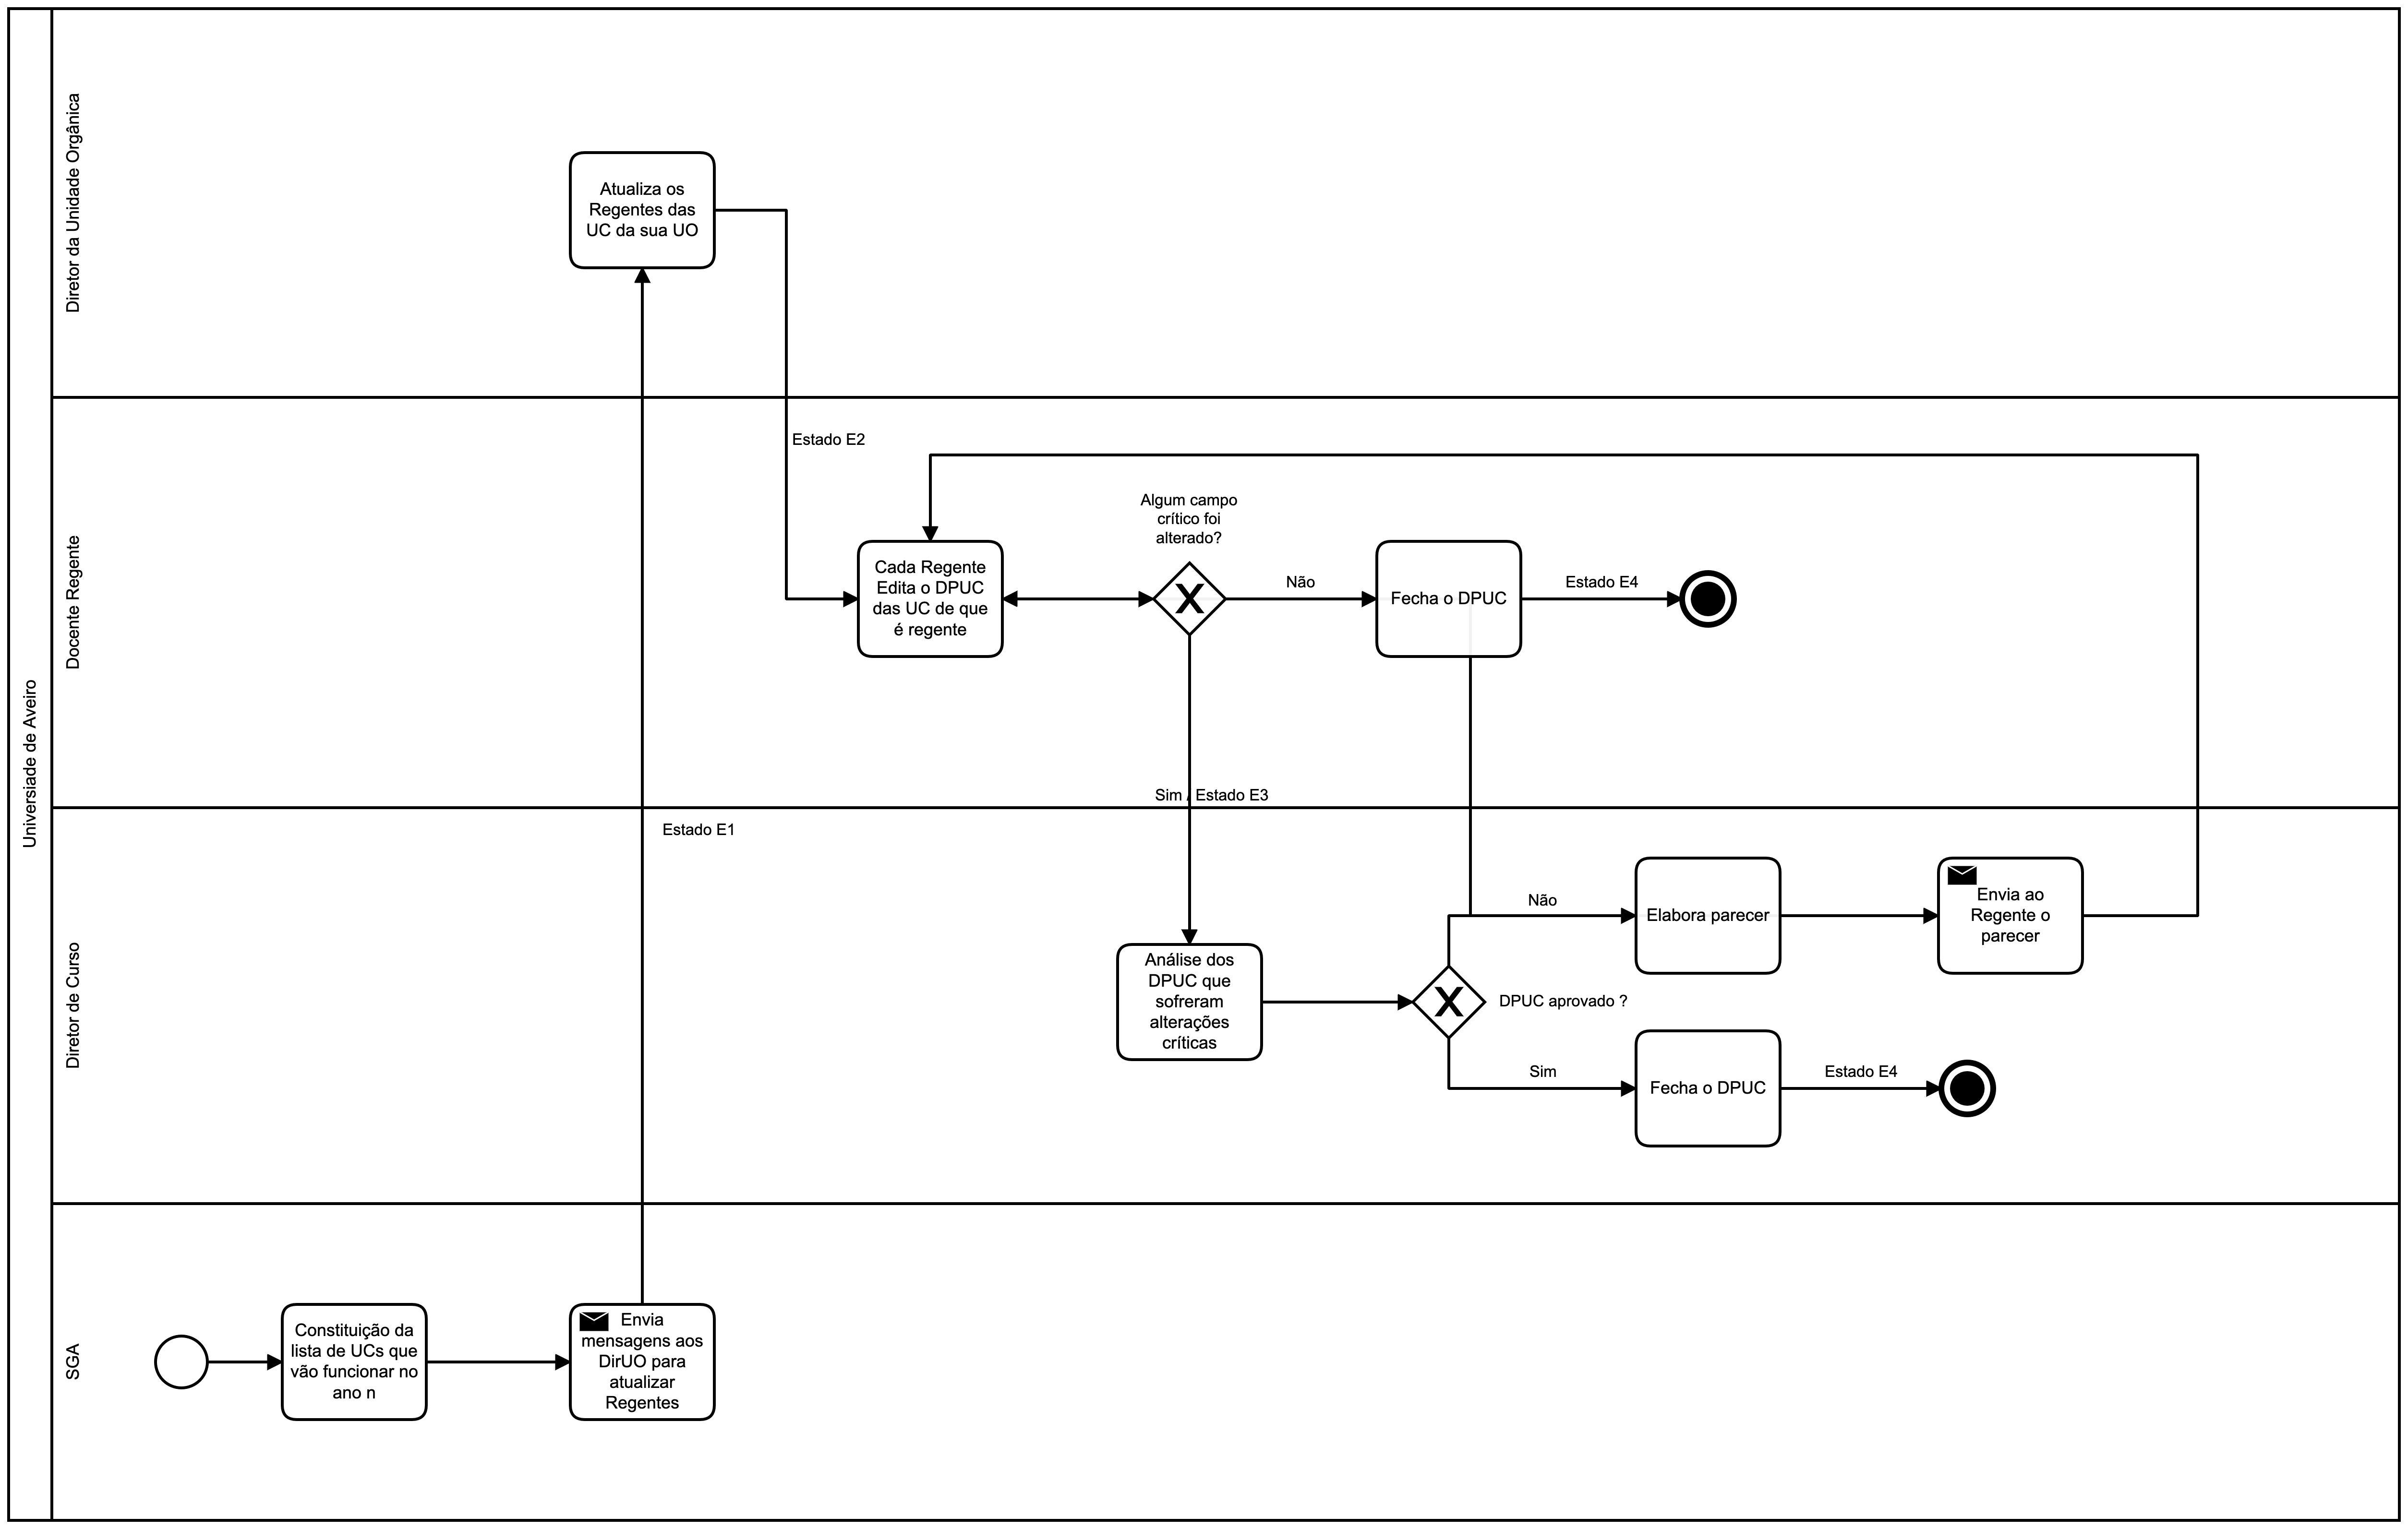 Universiade de Aveiro
Diretor da Unidade Orgânica
Atualiza os
Regentes das
UC da sua UO
Docente Regente
Estado E2
Cada Regente
Edita o DPUC
das UC de que
é regente
Algum campo
crítico foi
alterado?
Não
Fecha o DPUC
Estado E4
Sim / Estado E3
Diretor de Curso
Estado E1
Análise dos
DPUC que
sofreram
alterações
críticas
DPUC aprovado ?
Não
Elabora parecer
Envia ao
Regente o
parecer
Sim
Fecha o DPUC
Estado E4
SGA
Constituição da
lista de UCs que
vão funcionar no
ano n
Envia
mensagens aos
DirUO para
atualizar
Regentes